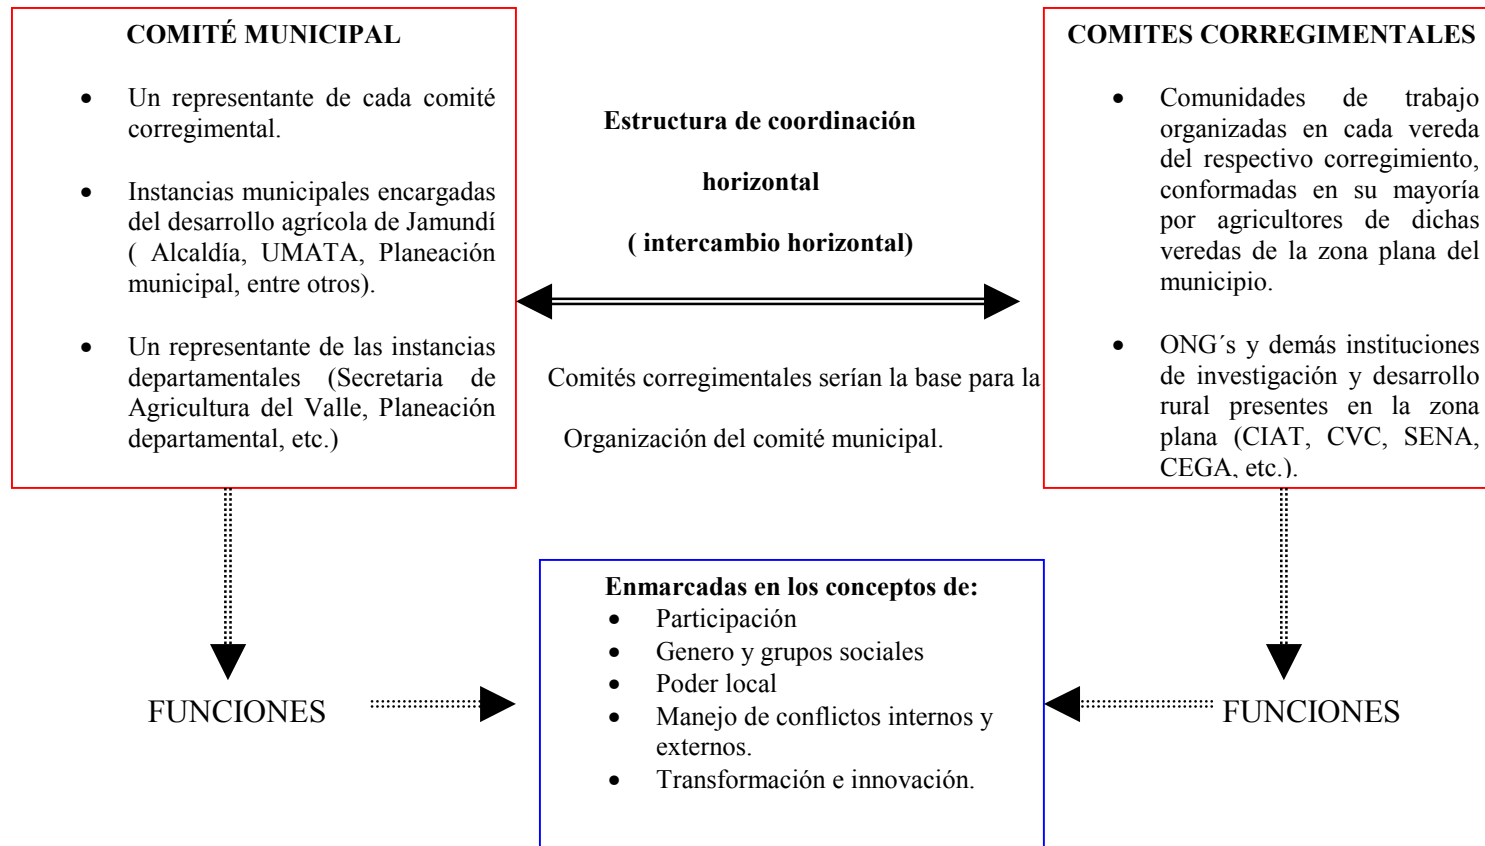 COMITÉ MUNICIPAL
• Un representante de cada comité
corregimental.
• Instancias municipales encargadas
del desarrollo agrícola de Jamundí
( Alcaldía, UMATA, Planeación
municipal, entre otros).
• Un representante de las instancias
departamentales (Secretaria de
Agricultura del Valle, Planeación
departamental, etc.)
Estructura de coordinación
horizontal
( intercambio horizontal)
Comités corregimentales serían la base para la
Organización del comité municipal.
COMITES CORREGIMENTALES
• Comunidades de trabajo
organizadas en cada vereda
del respectivo corregimiento,
conformadas en su mayoría
por agricultores de dichas
veredas de la zona plana del
municipio.
• ONG´s y demás instituciones
de investigación y desarrollo
rural presentes en la zona
plana (CIAT, CVC, SENA,
CEGA, etc.).
FUNCIONES
Enmarcadas en los conceptos de:
• Participación
• Genero y grupos sociales
• Poder local
• Manejo de conflictos internos y
externos.
• Transformación e innovación.
FUNCIONES